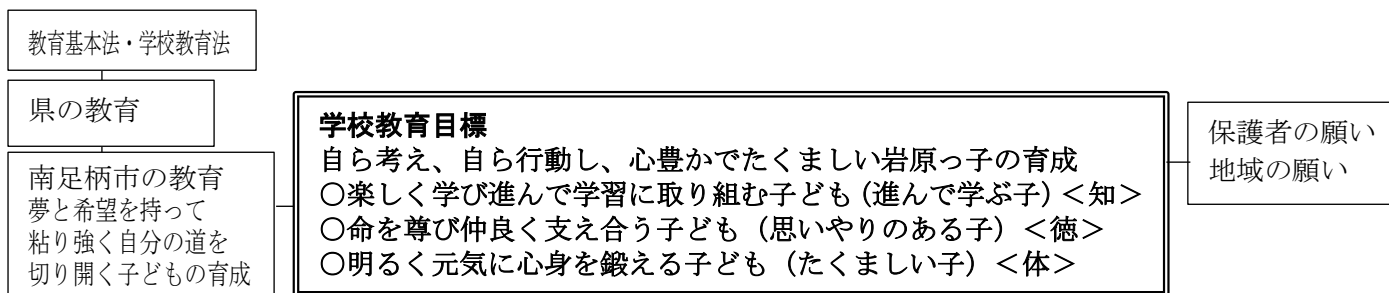 教育基本法・学校教育法
県の教育
南足柄市の教育
夢と希望を持って
粘り強く自分の道を
切り開く子どもの育成
学校教育目標
自ら考え、自ら行動し、心豊かでたくましい岩原っ子の育成
○楽しく学び進んで学習に取り組む子ども（進んで学ぶ子）＜知＞
○命を尊び仲良く支え合う子ども（思いやりのある子）＜徳＞
○明るく元気に心身を鍛える子ども（たくましい子）＜体＞
保護者の願い
地域の願い